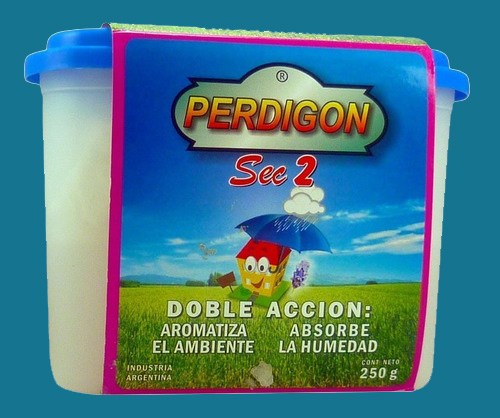 ®
PERDIGON
Sec 2
DOBLE ACCION:
AROMATIZA ABSORBE
EL AMBIENTE LA HUMEDAD
INDUSTRIA
ARGENTINA
CONT. NETO
250 g